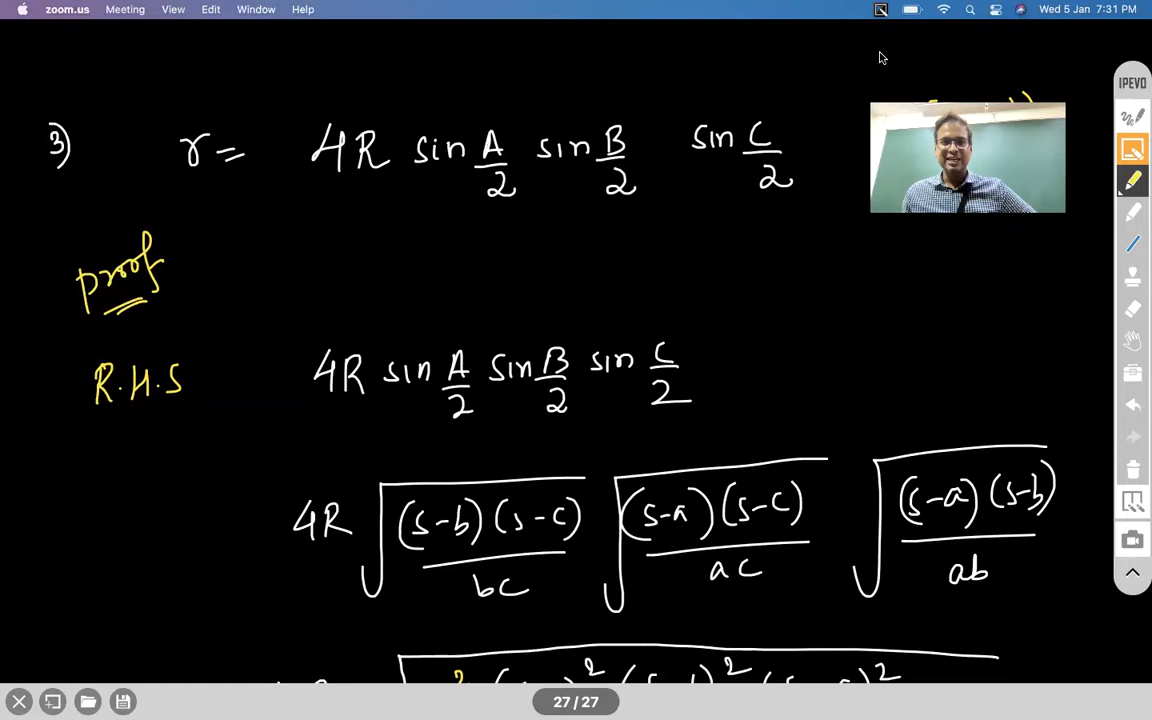 zoom.us Meeting View Edit Window Help Wed 5 Jan 7:31 PM
IPEVO
3) r = 4R sin A/2 sin B/2 sin C/2
proof
R.H.S 4R sin A/2 sin B/2 sin C/2
4R √((s-b)(s-c)/bc) √((s-a)(s-c)/ac) √((s-a)(s-b)/ab)
27 / 27